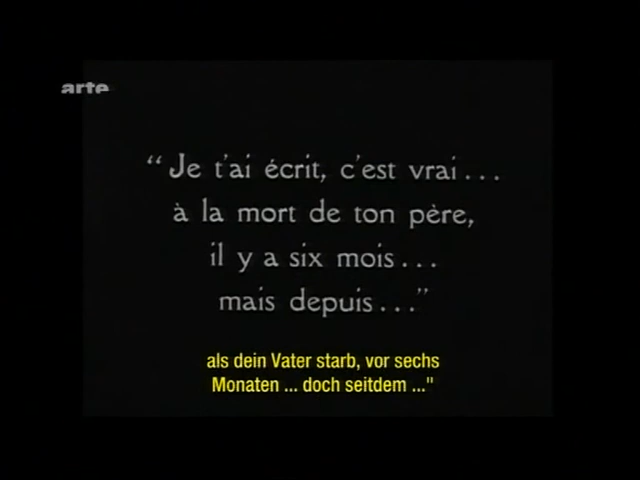 arte
“Je t'ai écrit, c'est vrai...
à la mort de ton père,
il y a six mois...
mais depuis...”
als dein Vater starb, vor sechs
Monaten ... doch seitdem ..."